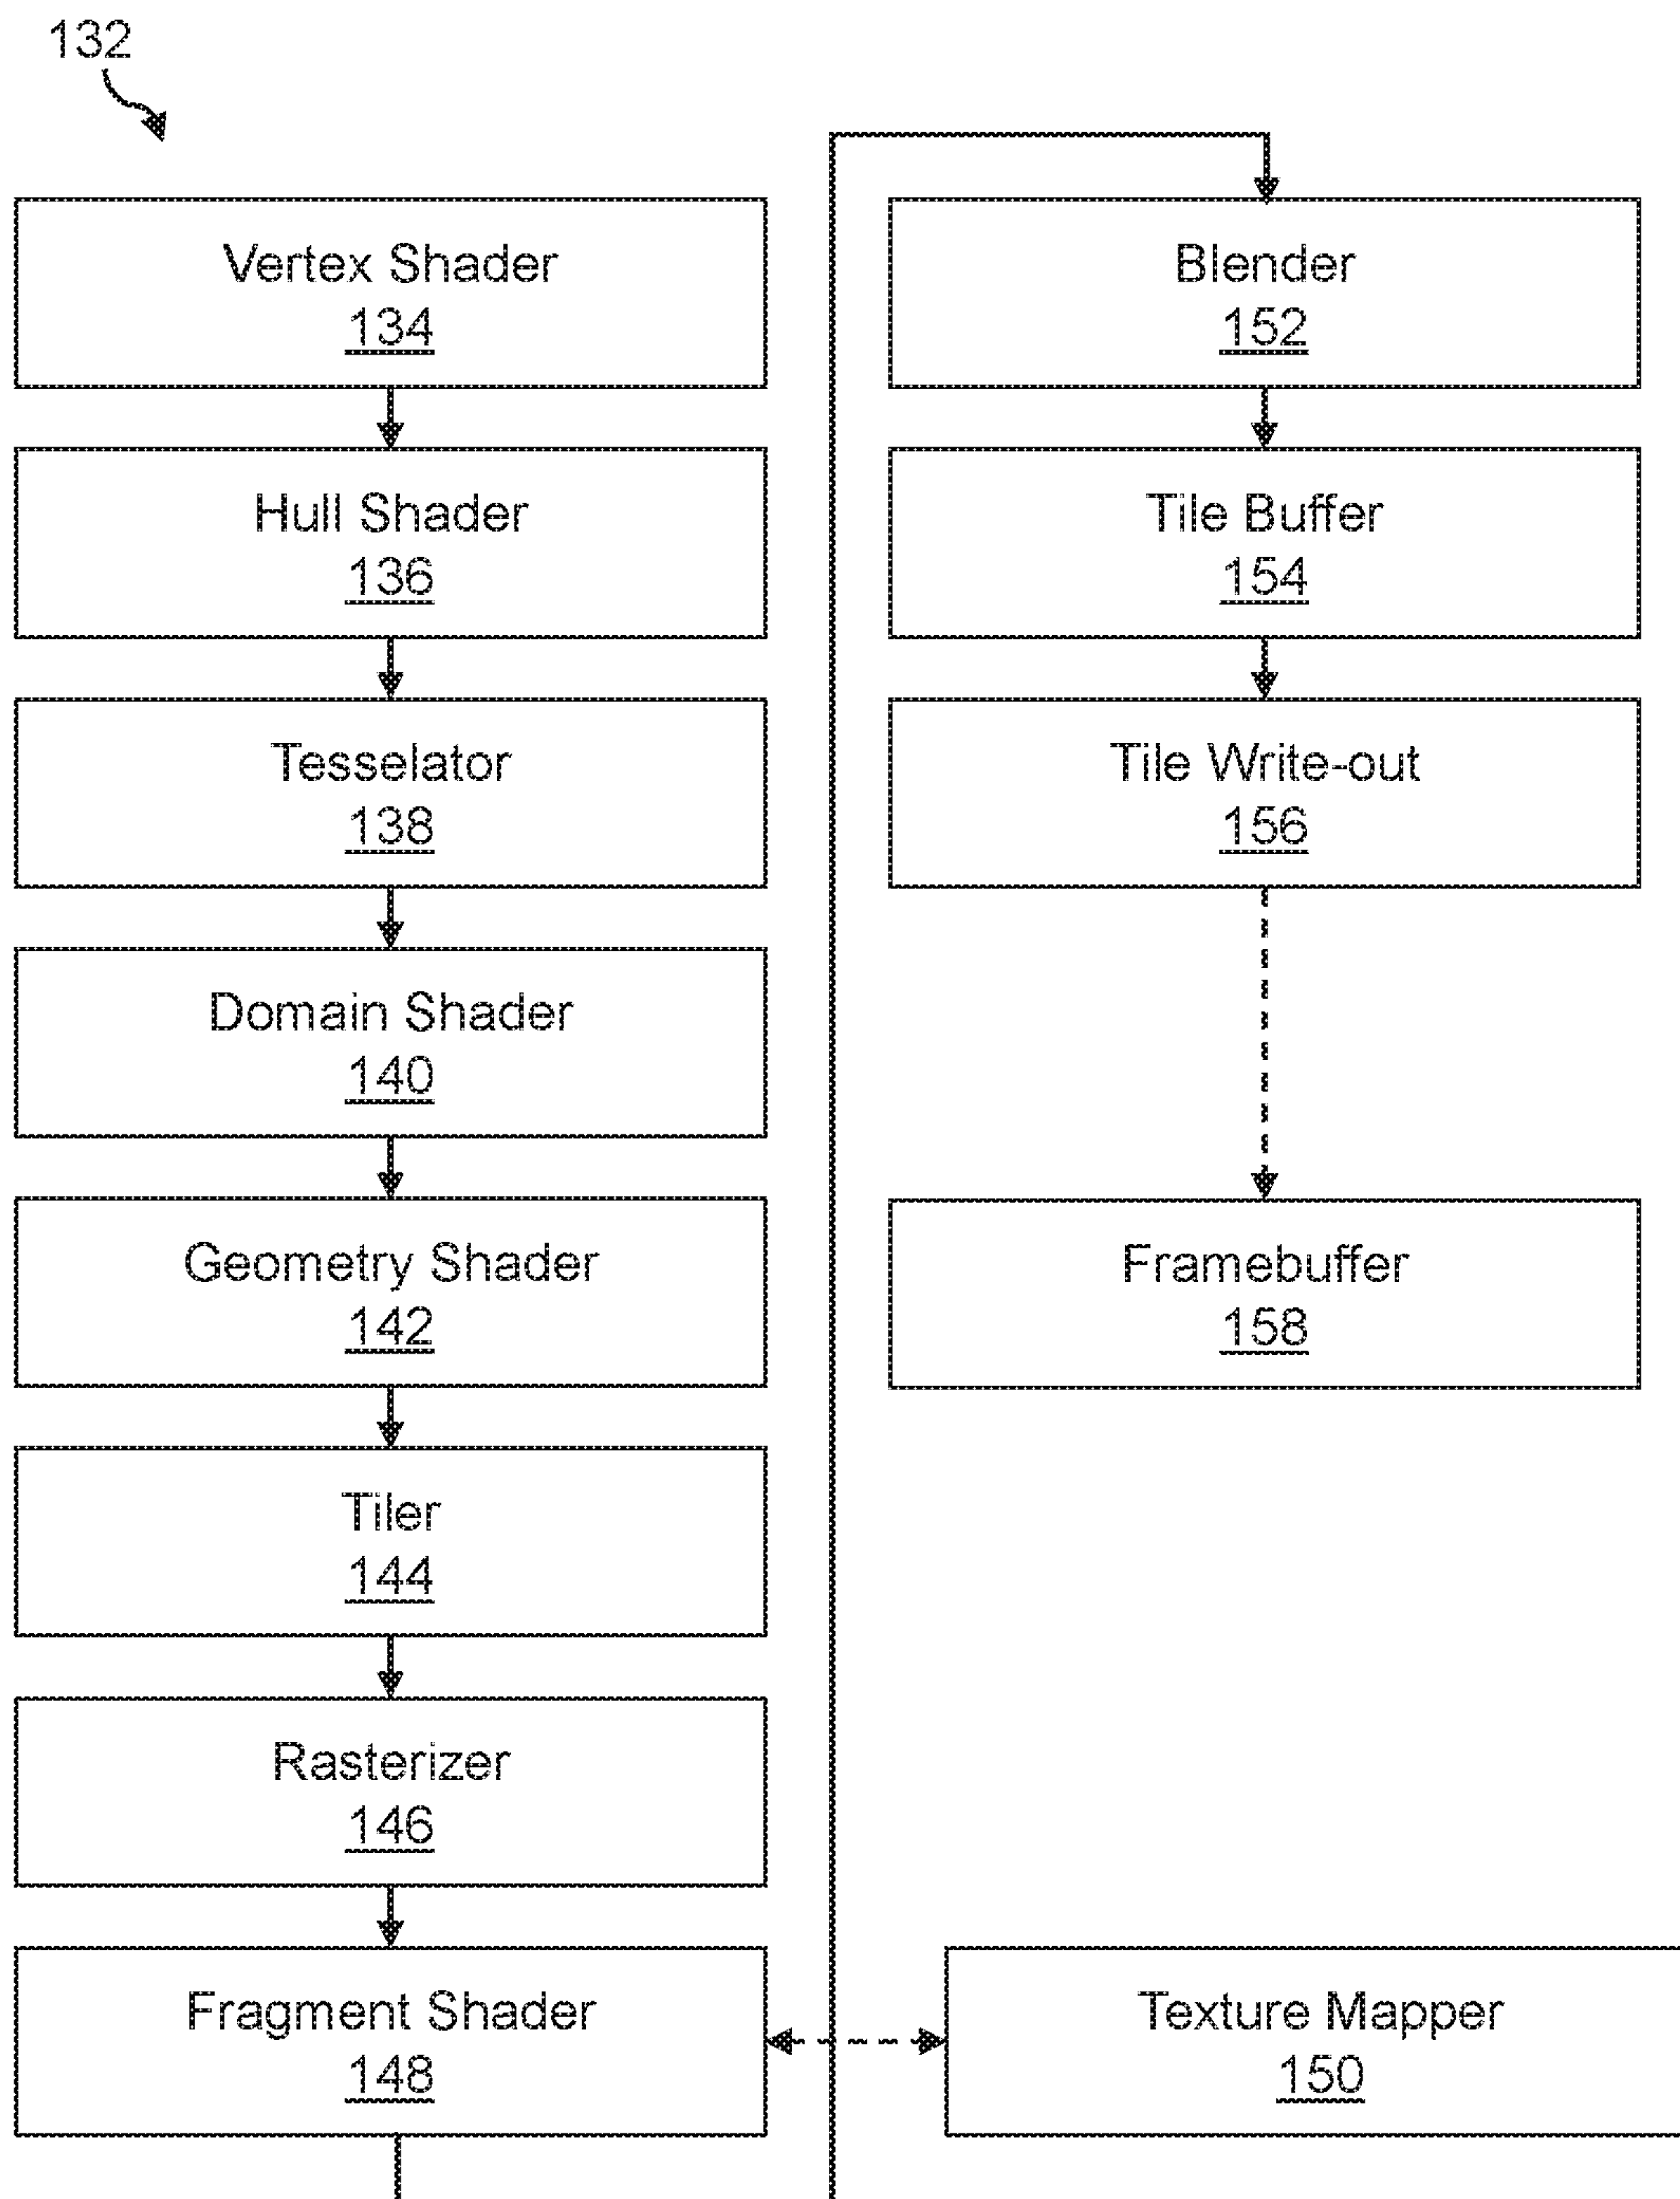 132
Vertex Shader
134
Hull Shader
136
Tesselator
138
Domain Shader
140
Geometry Shader
142
Tiler
144
Rasterizer
146
Fragment Shader
148
Blender
152
Tile Buffer
154
Tile Write-out
156
Framebuffer
158
Texture Mapper
150